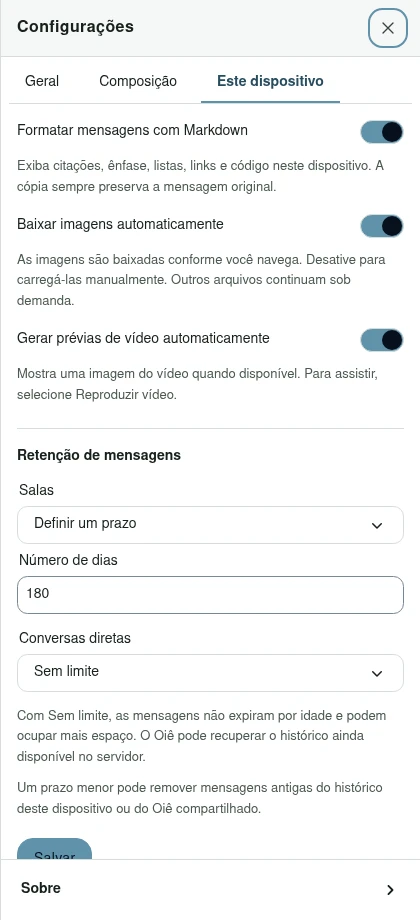 Configurações
Geral
Composição
Este dispositivo
Formatar mensagens com Markdown
Exiba citações, ênfase, listas, links e código neste dispositivo. A
cópia sempre preserva a mensagem original.
Baixar imagens automaticamente
As imagens são baixadas conforme você navega. Desative para
carregá-las manualmente. Outros arquivos continuam sob
demanda.
Gerar prévias de vídeo automaticamente
Mostra uma imagem do vídeo quando disponível. Para assistir,
selecione Reproduzir vídeo.
Retenção de mensagens
Salas
Definir um prazo
Número de dias
180
Conversas diretas
Sem limite
Com Sem limite, as mensagens não expiram por idade e podem
ocupar mais espaço. O Oiê pode recuperar o histórico ainda
disponível no servidor.
Um prazo menor pode remover mensagens antigas do histórico
deste dispositivo ou do Oiê compartilhado.
Salvar
Sobre